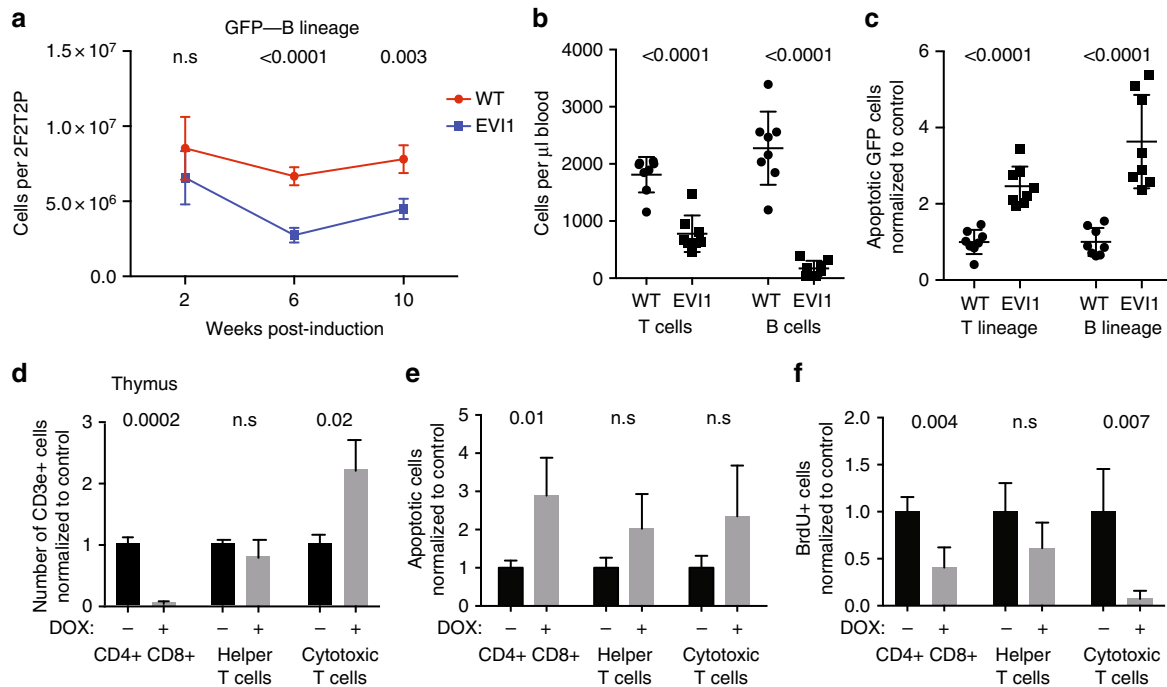 a
GFP—B lineage
1.5 × 10⁷
1.0 × 10⁷
5.0 × 10⁶
0.0
Cells per 2F2T2P
n.s
<0.0001
0.003
WT
EVI1
2
6
10
Weeks post-induction
b
4000
3000
2000
1000
0
Cells per µl blood
<0.0001
<0.0001
WT
EVI1
WT
EVI1
T cells
B cells
c
6
4
2
0
Apoptotic GFP cells
normalized to control
<0.0001
<0.0001
WT
EVI1
WT
EVI1
T lineage
B lineage
d
Thymus
3
2
1
0
Number of CD3e+ cells
normalized to control
0.0002
n.s
0.02
DOX: – + – + – +
CD4+ CD8+
Helper
T cells
Cytotoxic
T cells
e
5
4
3
2
1
0
Apoptotic cells
normalized to control
0.01
n.s
n.s
DOX: – + – + – +
CD4+ CD8+
Helper
T cells
Cytotoxic
T cells
f
2.0
1.5
1.0
0.5
0.0
BrdU+ cells
normalized to control
0.004
n.s
0.007
DOX: – + – + – +
CD4+ CD8+
Helper
T cells
Cytotoxic
T cells